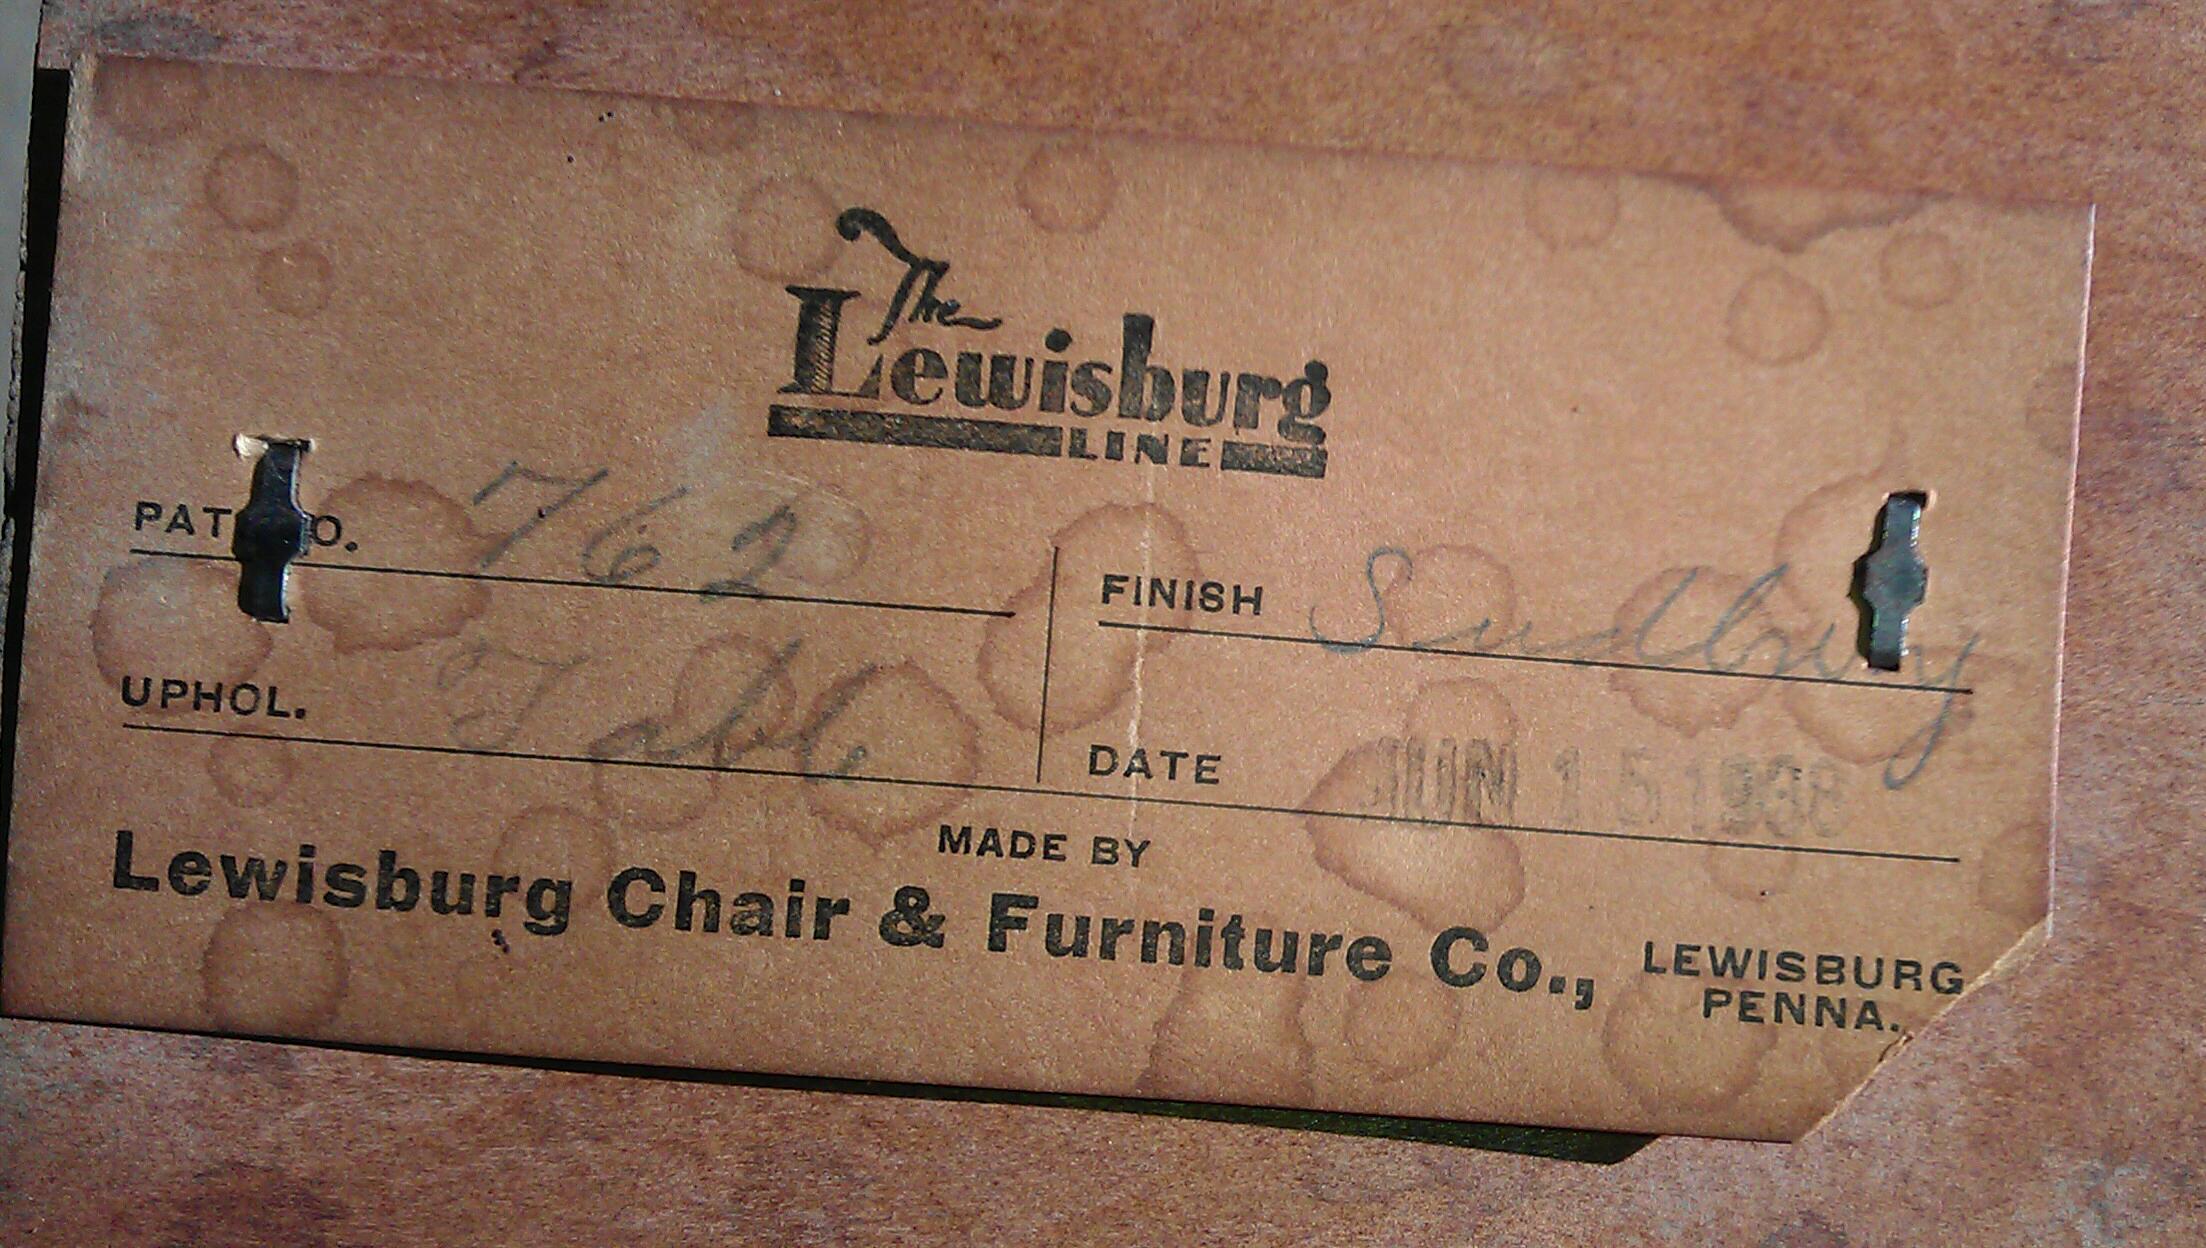 The
Lewisburg
LINE
PAT O. 762
FINISH Sudbury
UPHOL. Table
DATE JUN 15 1938
MADE BY
Lewisburg Chair & Furniture Co., LEWISBURG
PENNA.